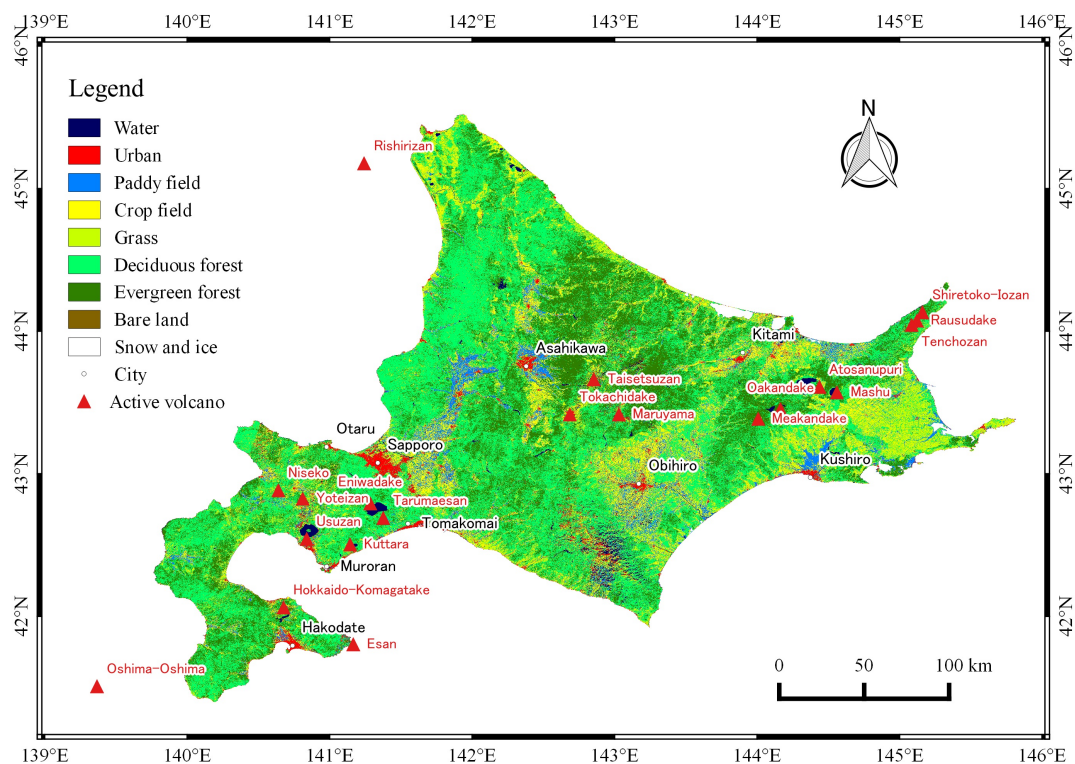 139°E 140°E 141°E 142°E 143°E 144°E 145°E 146°E
46°N 46°N
Legend
Water
Urban
Paddy field
Crop field
Grass
Deciduous forest
Evergreen forest
Bare land
Snow and ice
City
Active volcano
N
Rishirizan
45°N 45°N
Shiretoko-Iozan
Rausudake
Tenchozan
44°N 44°N
Kitami
Asahikawa
Atosanupuri
Taisetsuzan
Oakandake
Mashu
Tokachidake
Maruyama
Meakandake
Otaru
Sapporo
Kushiro
Obihiro
43°N 43°N
Niseko
Eniwadake
Yoteizan
Tarumaesan
Usuzan
Tomakomai
Kuttara
Muroran
Hokkaido-Komagatake
42°N 42°N
Hakodate
Esan
Oshima-Oshima
0 50 100 km
139°E 140°E 141°E 142°E 143°E 144°E 145°E 146°E